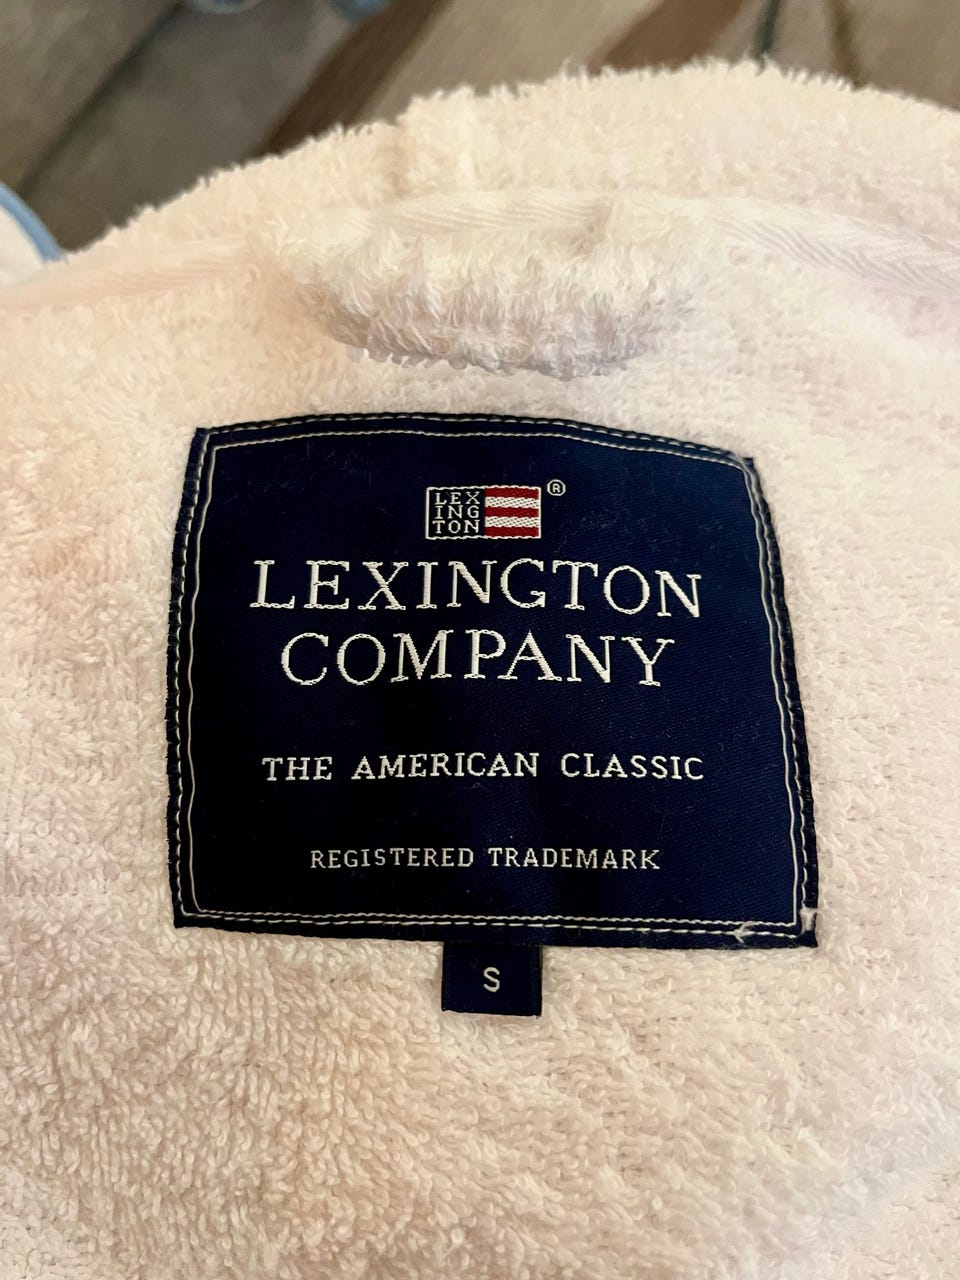 LEX
ING
TON
®
LEXINGTON
COMPANY
THE AMERICAN CLASSIC
REGISTERED TRADEMARK
S